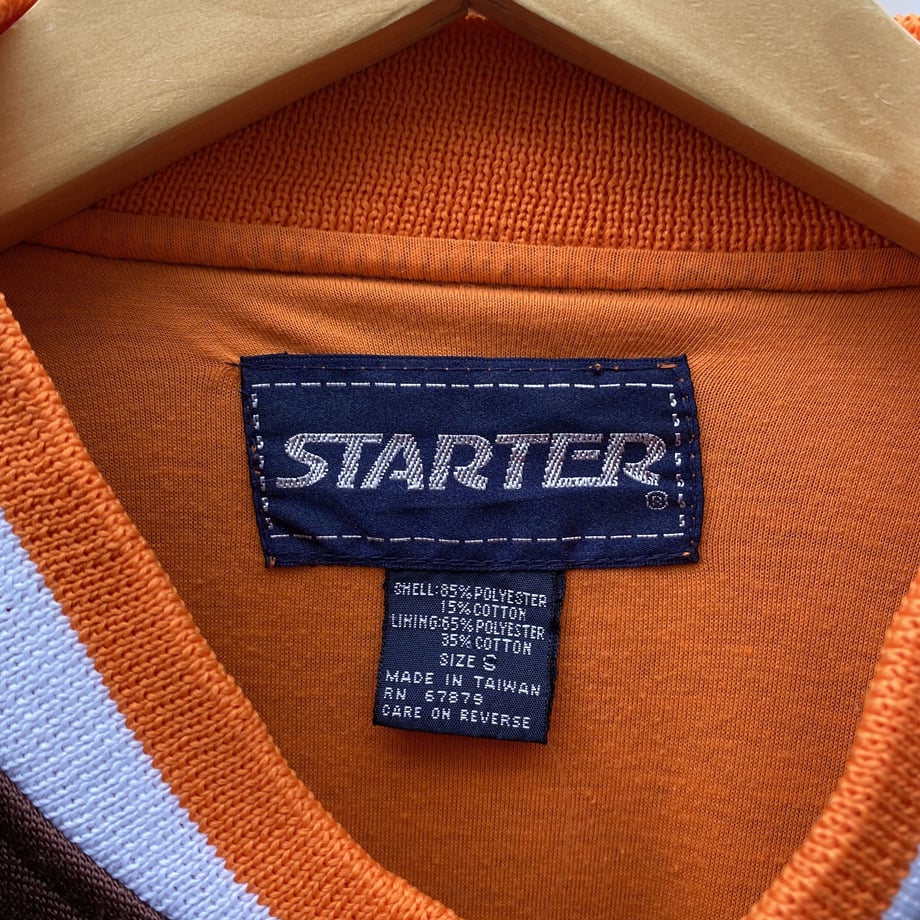 STARTER
®
SHELL:85%POLYESTER
15%COTTON
LINING:65%POLYESTER
35%COTTON
SIZE S
MADE IN TAIWAN
RN 67879
CARE ON REVERSE